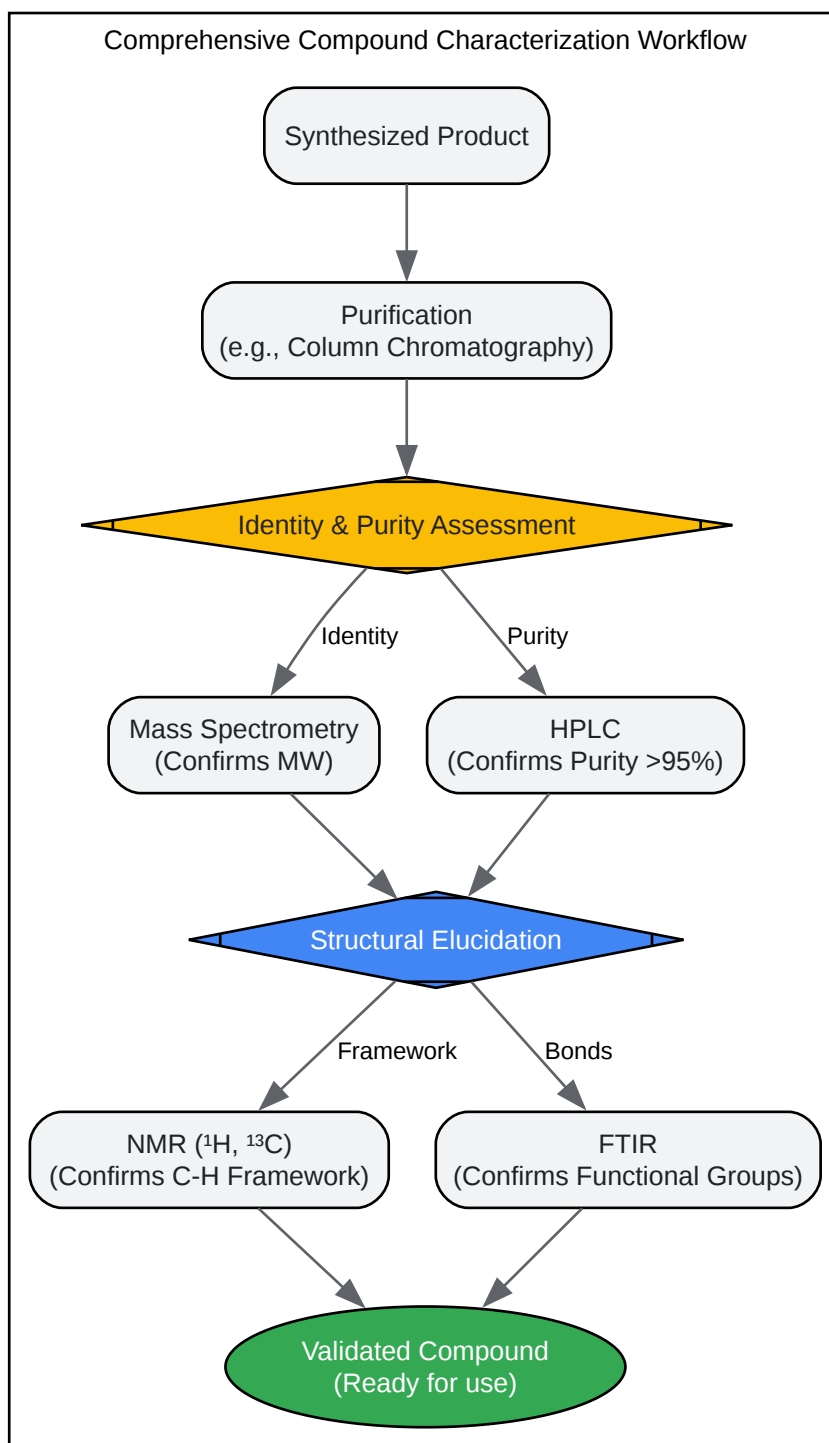 Comprehensive Compound Characterization Workflow
Synthesized Product
Purification
(e.g., Column Chromatography)
Identity & Purity Assessment
Identity
Purity
Mass Spectrometry
(Confirms MW)
HPLC
(Confirms Purity >95%)
Structural Elucidation
Framework
Bonds
NMR (¹H, ¹³C)
(Confirms C-H Framework)
FTIR
(Confirms Functional Groups)
Validated Compound
(Ready for use)